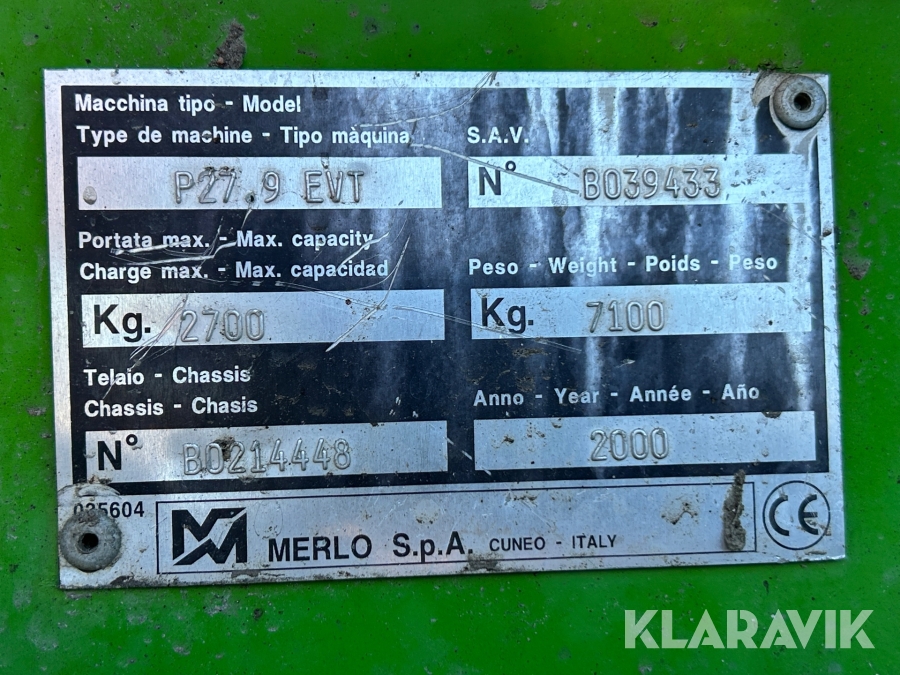 Macchina tipo - Model
Type de machine - Tipo màquina
P27.9 EVT
S.A.V.
N° B039433
Portata max. - Max. capacity
Charge max. - Max. capacidad
Kg. 2700
Peso - Weight - Poids - Peso
Kg. 7100
Telaio - Chassis
Chassis - Chasis
N° B0214448
Anno - Year - Année - Año
2000
035604
MERLO S.p.A. CUNEO - ITALY
CE
KLARAVIK